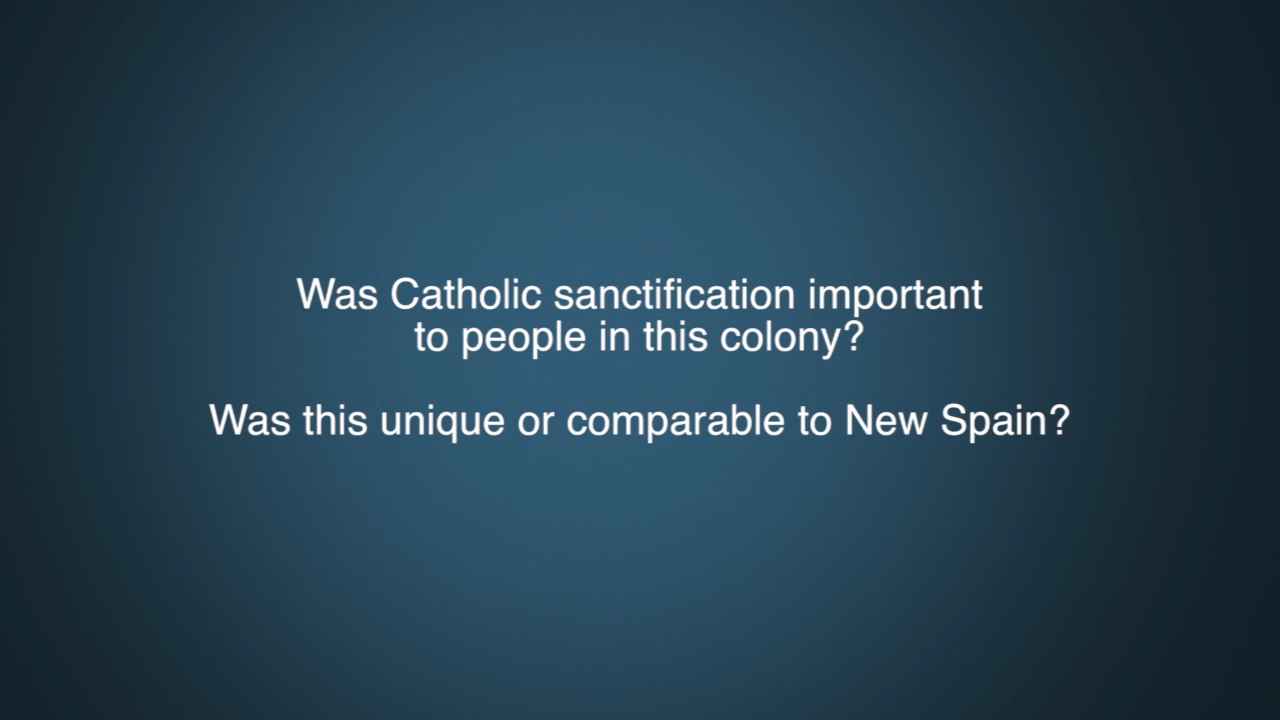 Was Catholic sanctification important
to people in this colony?
Was this unique or comparable to New Spain?